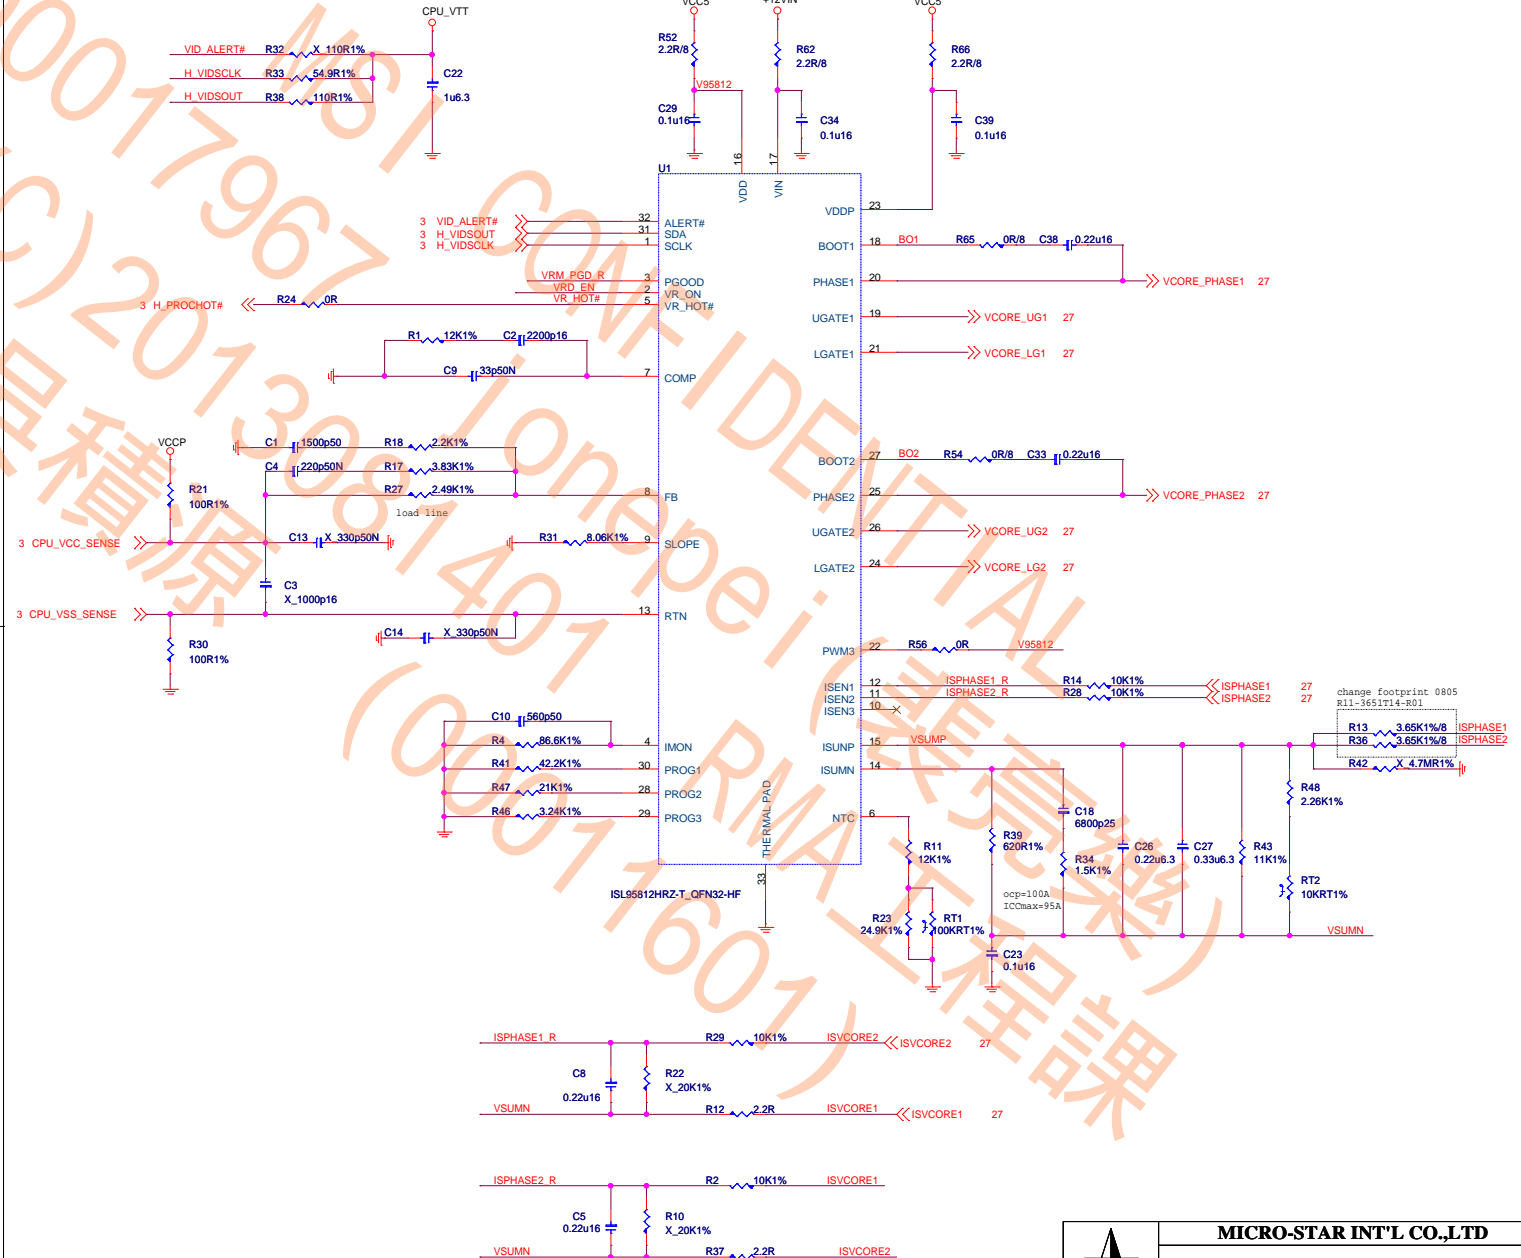 CPU_VTT
VCC5
+12VIN
VCC5
VID_ALERT# R32 X_110R1%
H_VIDSCLK R33 54.9R1%
H_VIDSOUT R38 110R1%
C22
1u6.3
R52
2.2R/8
R62
2.2R/8
R66
2.2R/8
V95812
C29
0.1u16
C34
0.1u16
C39
0.1u16
U1
16
17
VDD
VIN
VDDP 23
3 VID_ALERT# 32 ALERT#
3 H_VIDSOUT 31 SDA
3 H_VIDSCLK 1 SCLK
BOOT1 18 BO1 R65 0R/8 C38 0.22u16
VRM_PGD_R 3 PGOOD
VRD_EN 2 VR_ON
VR_HOT# 5 VR_HOT#
3 H_PROCHOT# R24 0R
PHASE1 20 VCORE_PHASE1 27
UGATE1 19 VCORE_UG1 27
LGATE1 21 VCORE_LG1 27
R1 12K1% C2 2200p16
C9 33p50N 7 COMP
VCCP
C1 1500p50 R18 2.2K1%
C4 220p50N R17 3.83K1%
R27 2.49K1% 8 FB
load line
R21
100R1%
BOOT2 27 BO2 R54 0R/8 C33 0.22u16
PHASE2 25 VCORE_PHASE2 27
UGATE2 26 VCORE_UG2 27
LGATE2 24 VCORE_LG2 27
3 CPU_VCC_SENSE C13 X_330p50N R31 8.06K1% 9 SLOPE
C3
X_1000p16
3 CPU_VSS_SENSE 13 RTN
C14 X_330p50N
R30
100R1%
PWM3 22 R56 0R V95812
ISEN1 12 ISPHASE1_R R14 10K1% ISPHASE1 27
ISEN2 11 ISPHASE2_R R28 10K1% ISPHASE2 27
ISEN3 10
change footprint 0805
R11-3651T14-R01
R13 3.65K1%/8 ISPHASE1
R36 3.65K1%/8 ISPHASE2
R42 X_4.7MR1%
C10 560p50
R4 86.6K1% 4 IMON
R41 42.2K1% 30 PROG1
R47 21K1% 28 PROG2
R46 3.24K1% 29 PROG3
ISUNP 15 VSUMP
ISUMN 14
NTC 6
THERMAL PAD
33
ISL95812HRZ-T_QFN32-HF
R11
12K1%
R23
24.9K1%
RT1
100KRT1%
R39
620R1%
C18
6800p25
R34
1.5K1%
ocp=100A
ICCmax=95A
C26
0.22u6.3
C27
0.33u6.3
R43
11K1%
R48
2.26K1%
RT2
10KRT1%
VSUMN
C23
0.1u16
ISPHASE1_R R29 10K1% ISVCORE2 ISVCORE2 27
C8
0.22u16
R22
X_20K1%
VSUMN R12 2.2R ISVCORE1 ISVCORE1 27
ISPHASE2_R R2 10K1% ISVCORE1
C5
0.22u16
R10
X_20K1%
VSUMN R37 2.2R ISVCORE2
MICRO-STAR INT'L CO.,LTD
MSI CONFIDENTIAL
jonepei(裴亮樂)
(00011601) RMA_工程課